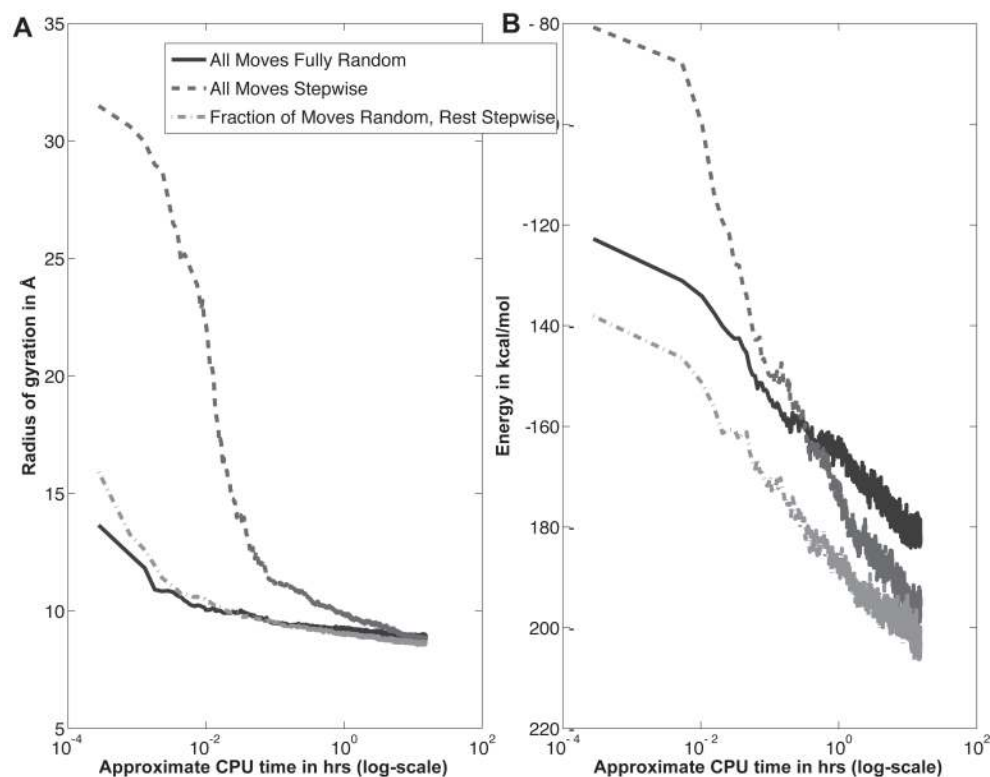 A
35
30
25
20
15
10
5
Radius of gyration in Å
10-4
10-2
100
102
Approximate CPU time in hrs (log-scale)
All Moves Fully Random
All Moves Stepwise
Fraction of Moves Random, Rest Stepwise
B
- 80
-120
-140
-160
180
200
220
Energy in kcal/mol
10-4
10- 2
100
102
Approximate CPU time in hrs (log-scale)